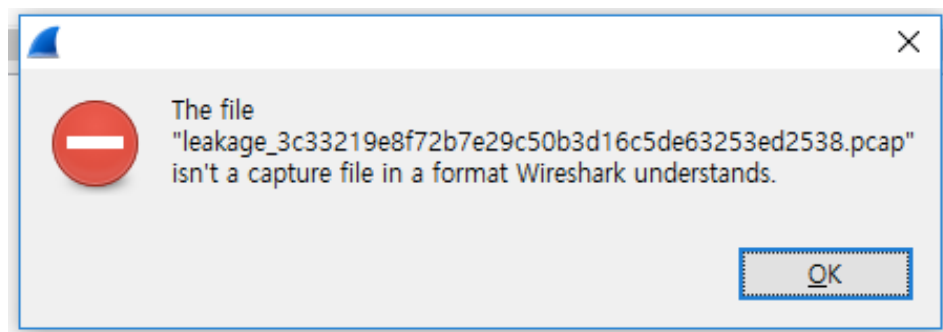 The file
"leakage_3c33219e8f72b7e29c50b3d16c5de63253ed2538.pcap"
isn't a capture file in a format Wireshark understands.
OK